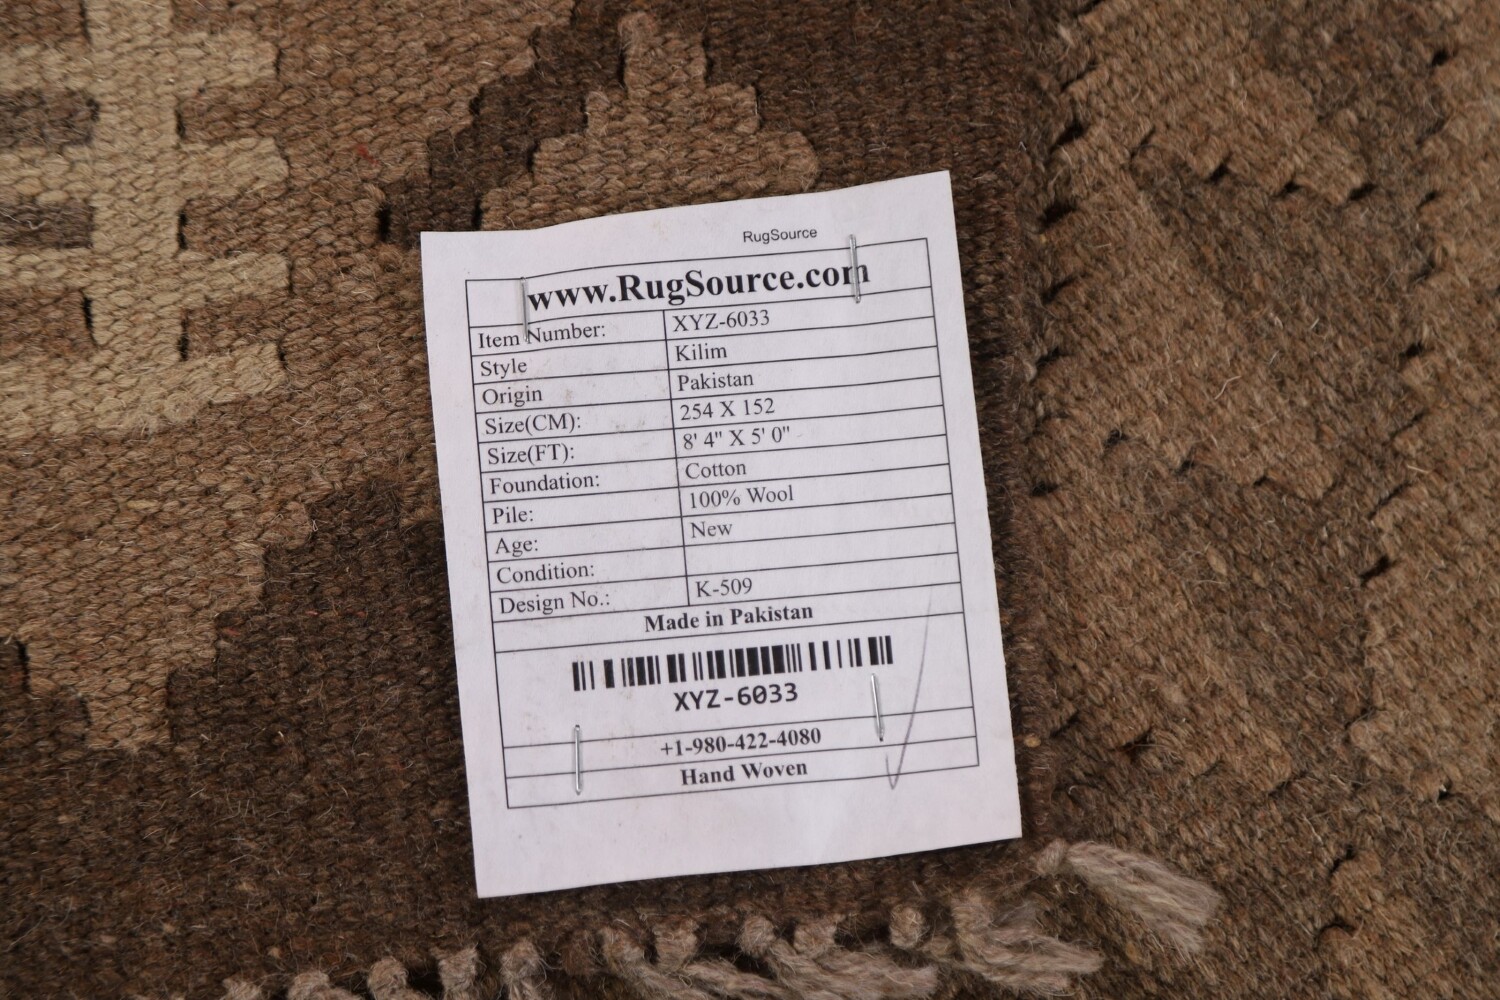 RugSource
www.RugSource.com
Item Number: XYZ-6033
Style Kilim
Origin Pakistan
Size(CM): 254 X 152
Size(FT): 8' 4" X 5' 0"
Foundation: Cotton
Pile: 100% Wool
Age: New
Condition:
Design No.: K-509
Made in Pakistan
XYZ-6033
+1-980-422-4080
Hand Woven